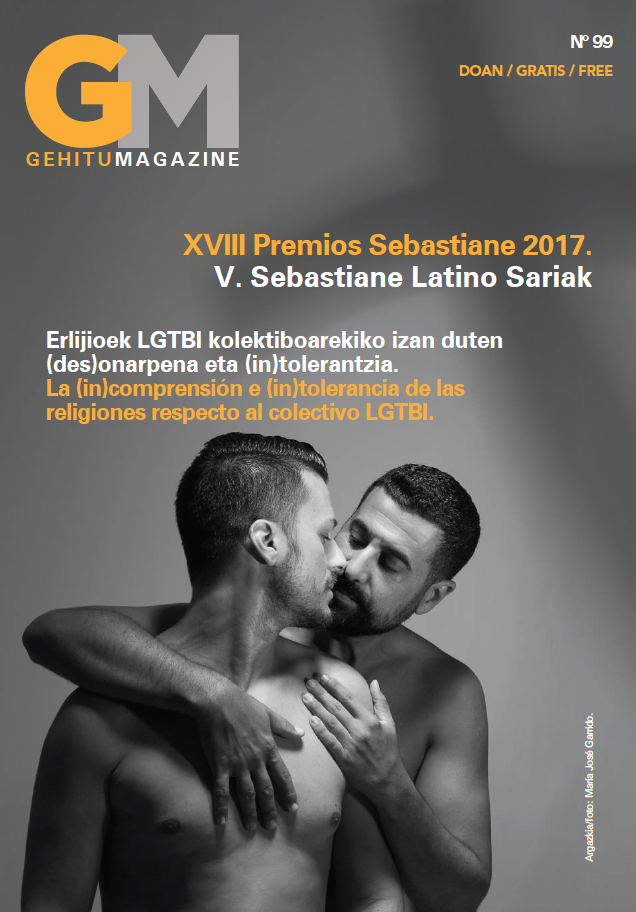 GM
GEHITUMAGAZINE
Nº 99
DOAN / GRATIS / FREE
XVIII Premios Sebastiane 2017.
V. Sebastiane Latino Sariak
Erlijioek LGTBI kolektiboarekiko izan duten
(des)onarpena eta (in)tolerantzia.
La (in)comprensión e (in)tolerancia de las
religiones respecto al colectivo LGTBI.
Argazkia/foto: María José Garrido.